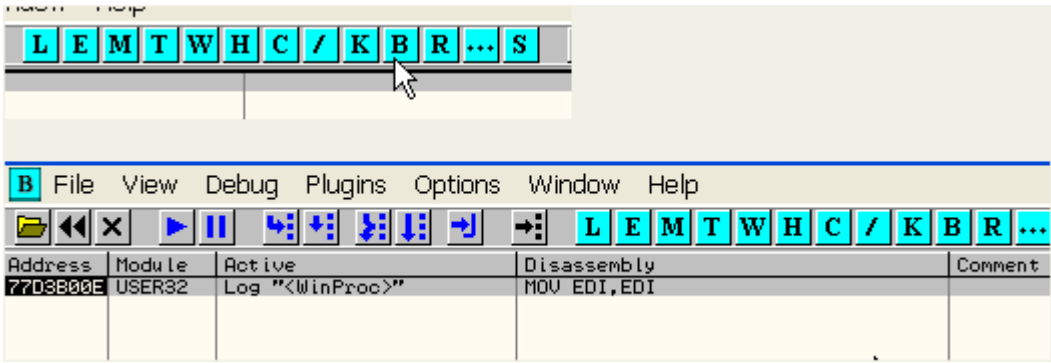 L E M T W H C / K B R ... S
B File View Debug Plugins Options Window Help
L E M T W H C / K B R ...
Address Module Active Disassembly Comment
77D3B00E USER32 Log "<WinProc>" MOV EDI,EDI